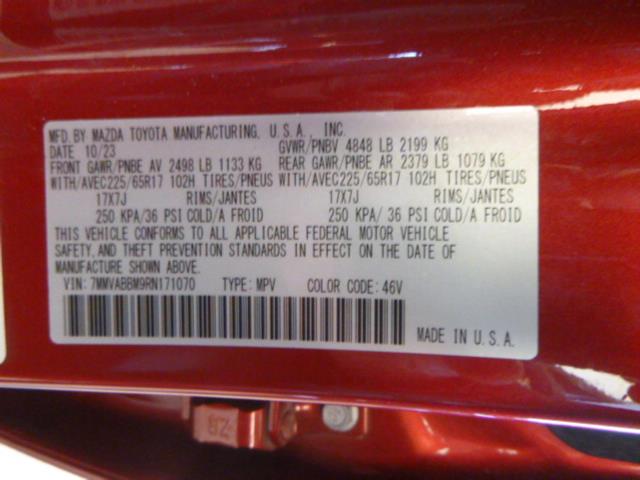 MFD. BY MAZDA TOYOTA MANUFACTURING, U.S.A., INC.
DATE 10/23 GVWR/PNBV 4848 LB 2199 KG
FRONT GAWR/PNBE AV 2498 LB 1133 KG REAR GAWR/PNBE AR 2379 LB 1079 KG
WITH/AVEC225/65R17 102H TIRES/PNEUS WITH/AVEC225/65R17 102H TIRES/PNEUS
17X7J RIMS/JANTES 17X7J RIMS/JANTES
250 KPA/36 PSI COLD/A FROID 250 KPA/ 36 PSI COLD/A FROID
THIS VEHICLE CONFORMS TO ALL APPLICABLE FEDERAL MOTOR VEHICLE
SAFETY, AND THEFT PREVENTION STANDARDS IN EFFECT ON THE DATE OF
MANUFACTURE SHOWN ABOVE.
VIN: 7MMVABBM9RN171070 TYPE: MPV COLOR CODE: 46V
MADE IN U.S.A.